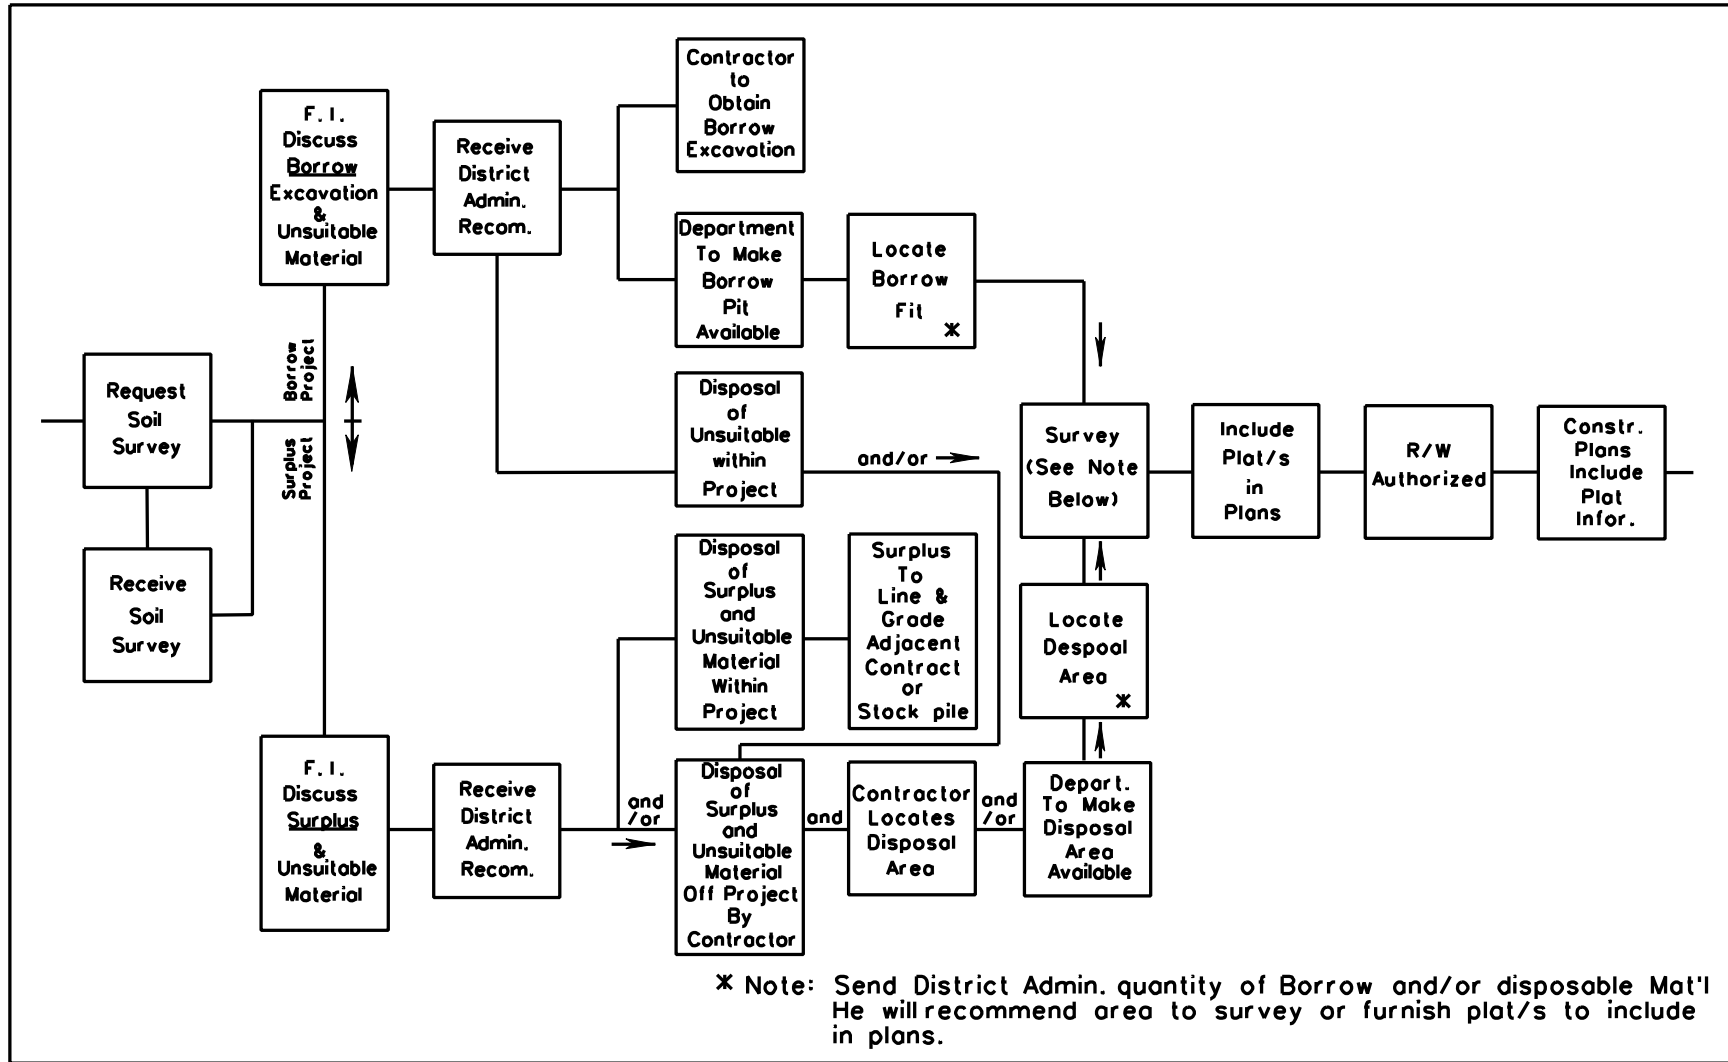 Contractor
to
Obtain
Borrow
Excavation
F. I.
Discuss
Borrow
Excavation
&
Unsuitable
Material
Receive
District
Admin.
Recom.
Department
To Make
Borrow
Pit
Available
Locate
Borrow
Fit
*
Borrow
Project
Surplus
Project
Request
Soil
Survey
Receive
Soil
Survey
Disposal
of
Unsuitable
within
Project
and/or
Survey
(See Note
Below)
Include
Plat/s
in
Plans
R/W
Authorized
Constr.
Plans
Include
Plat
Infor.
Disposal
of
Surplus
and
Unsuitable
Material
Within
Project
Surplus
To
Line &
Grade
Adjacent
Contract
or
Stock pile
Locate
Despoal
Area
*
F. I.
Discuss
Surplus
&
Unsuitable
Material
Receive
District
Admin.
Recom.
and
/or
Disposal
of
Surplus
and
Unsuitable
Material
Off Project
By
Contractor
and
Contractor
Locates
Disposal
Area
and
/or
Depart.
To Make
Disposal
Area
Available
* Note: Send District Admin. quantity of Borrow and/or disposable Mat'l
He will recommend area to survey or furnish plat/s to include
in plans.